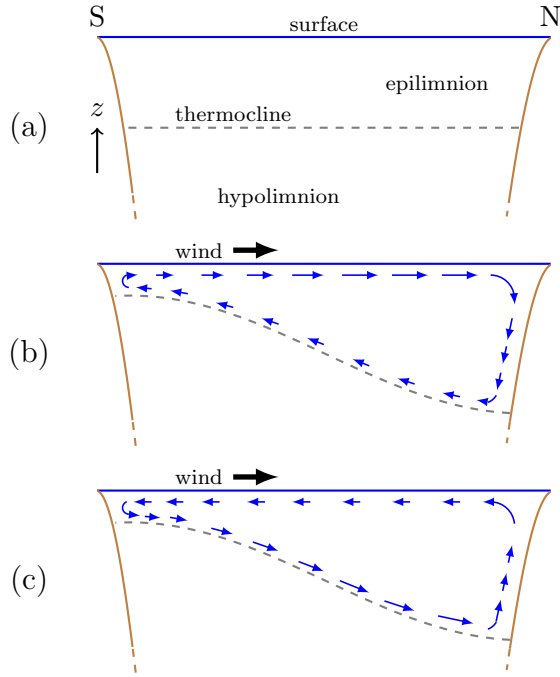 S N
surface
epilimnion
thermocline
(a)
z
hypolimnion
wind
(b)
wind
(c)